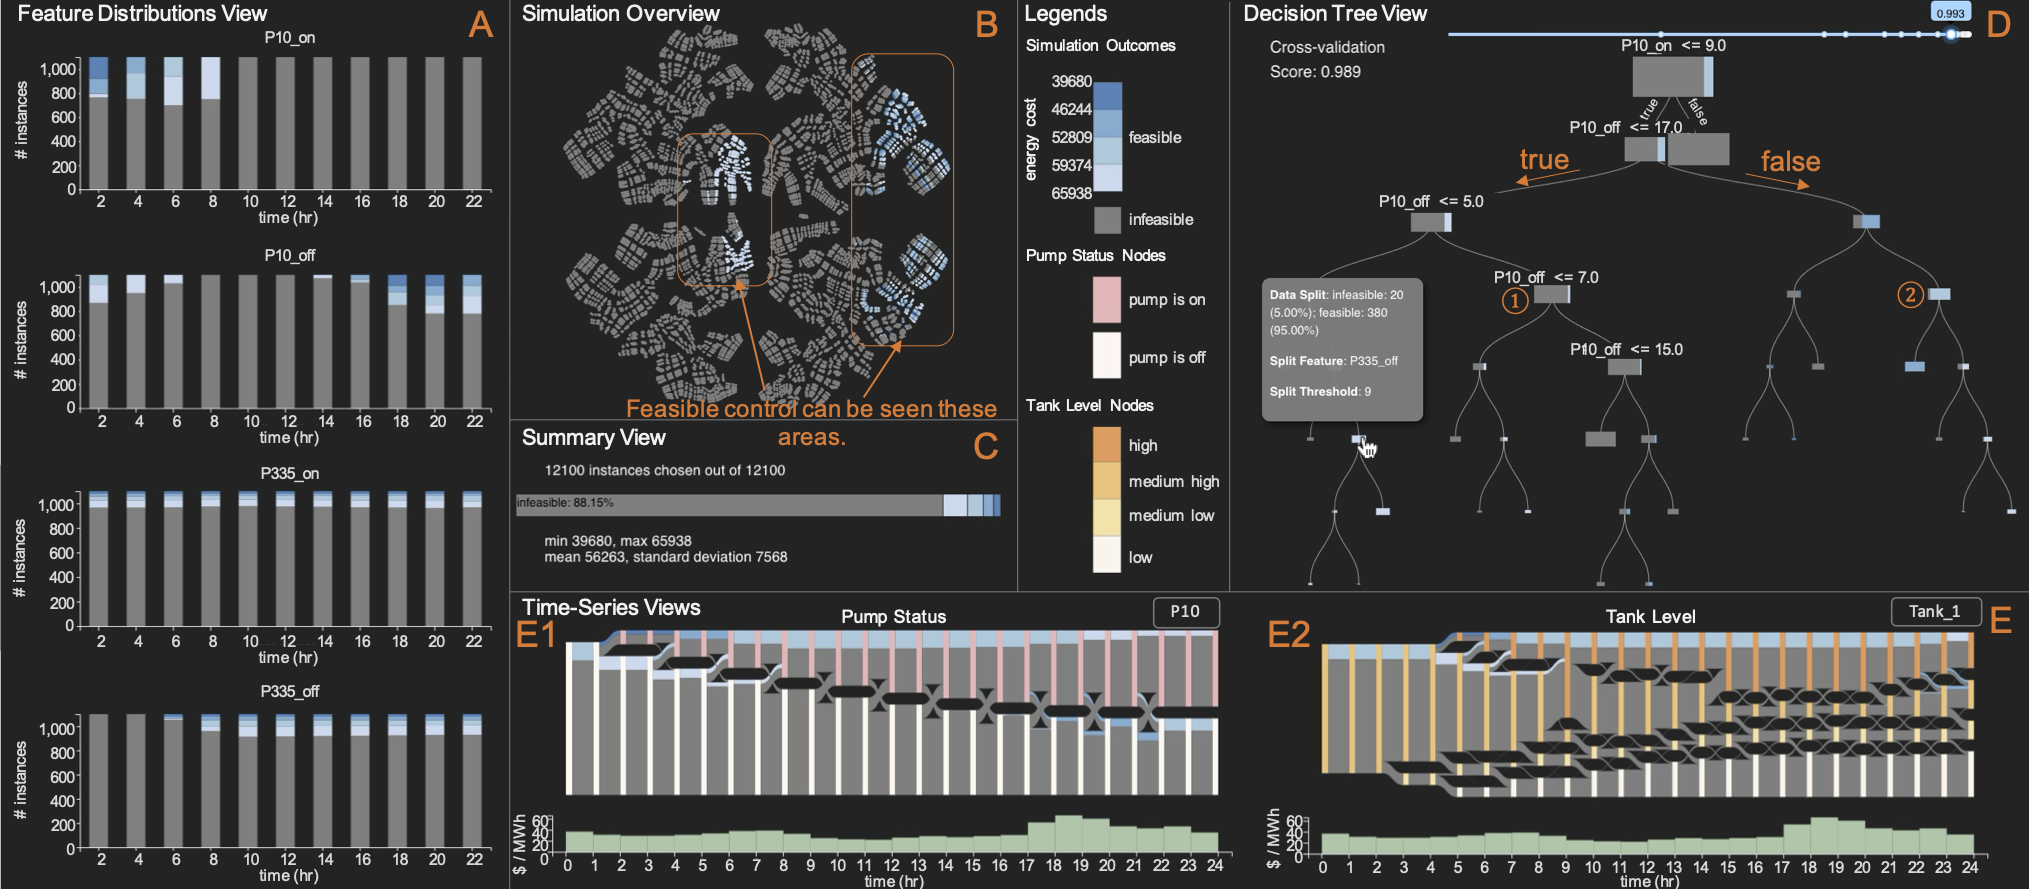 Feature Distributions View
A
P10_on
# instances
1,000
800
600
400
200
0
2 4 6 8 10 12 14 16 18 20 22
time (hr)
P10_off
# instances
1,000
800
600
400
200
0
2 4 6 8 10 12 14 16 18 20 22
time (hr)
P335_on
# instances
1,000
800
600
400
200
0
2 4 6 8 10 12 14 16 18 20 22
time (hr)
P335_off
# instances
1,000
800
600
400
200
0
2 4 6 8 10 12 14 16 18 20 22
time (hr)
Simulation Overview
B
Feasible control can be seen these
areas.
Summary View
C
12100 instances chosen out of 12100
infeasible: 88.15%
min 39680, max 65938
mean 56263, standard deviation 7568
Legends
Simulation Outcomes
energy cost
39680
46244
52809
59374
65938
feasible
infeasible
Pump Status Nodes
pump is on
pump is off
Tank Level Nodes
high
medium high
medium low
low
Decision Tree View
0.993
D
Cross-validation
Score: 0.989
P10_on <= 9.0
true
false
P10_off <= 17.0
true
false
P10_off <= 5.0
P10_off <= 7.0
1
2
P10_off <= 15.0
Data Split: infeasible: 20
(5.00%); feasible: 380
(95.00%)
Split Feature: P335_off
Split Threshold: 9
Time-Series Views
E1
Pump Status
P10
$ / MWh
60
40
20
0
0 1 2 3 4 5 6 7 8 9 10 11 12 13 14 15 16 17 18 19 20 21 22 23 24
time (hr)
E2
Tank Level
Tank_1
E
$ / MWh
60
40
20
0
0 1 2 3 4 5 6 7 8 9 10 11 12 13 14 15 16 17 18 19 20 21 22 23 24
time (hr)